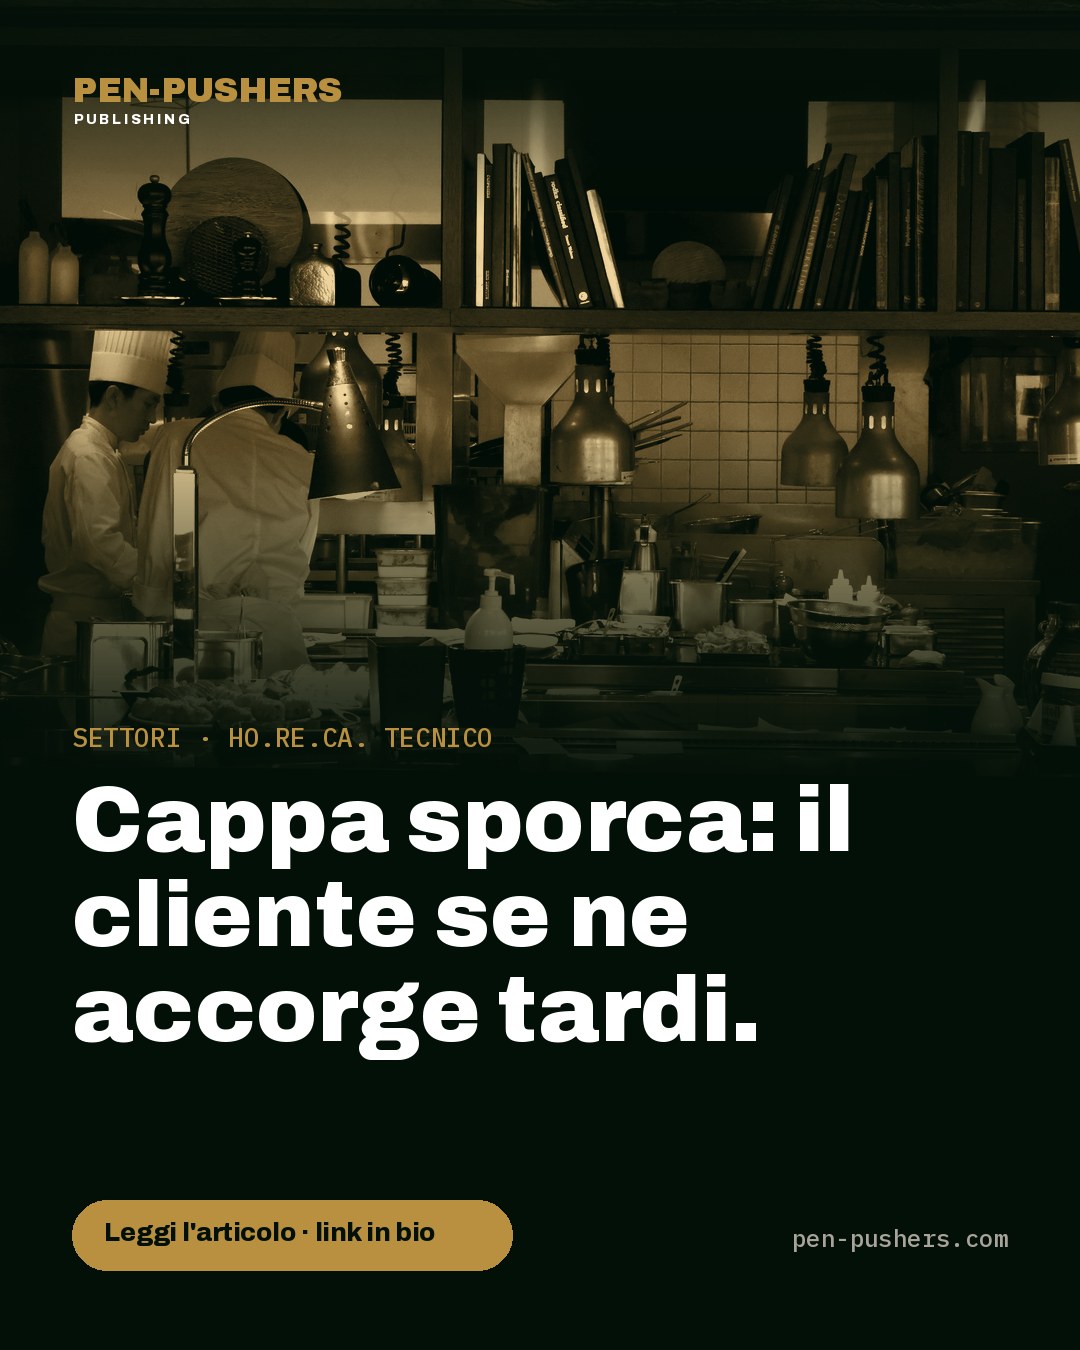 PEN-PUSHERS
PUBLISHING
SETTORI · HO.RE.CA. TECNICO
Cappa sporca: il
cliente se ne
accorge tardi.
Leggi l'articolo · link in bio
pen-pushers.com